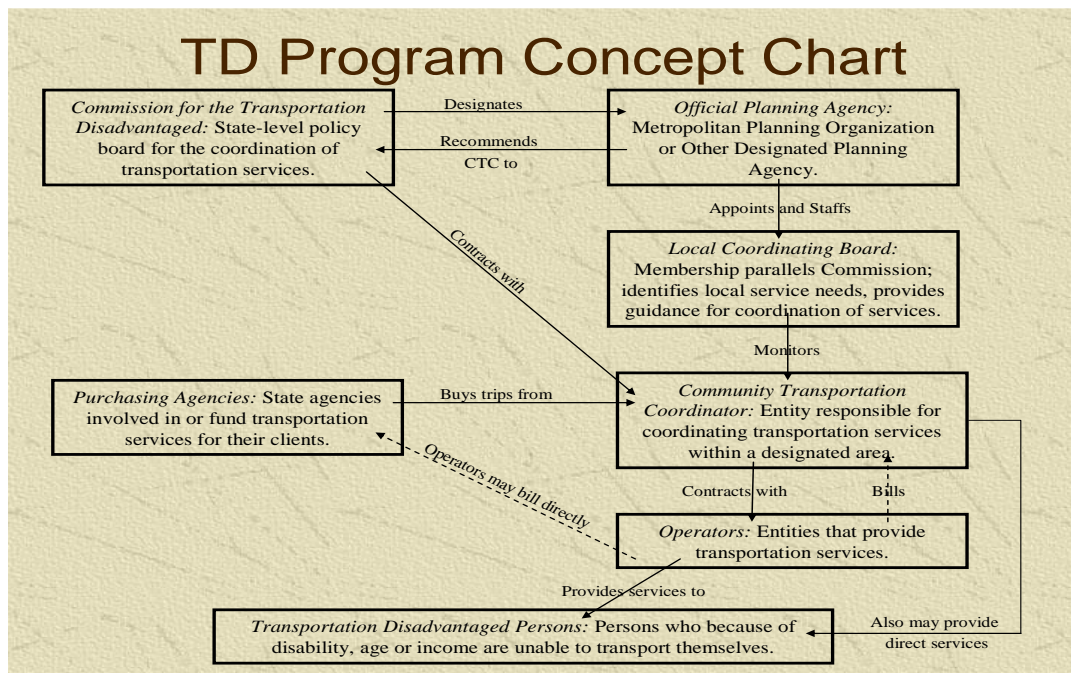 TD Program Concept Chart
Commission for the Transportation
Disadvantaged: State-level policy
board for the coordination of
transportation services.
Designates
Recommends
CTC to
Official Planning Agency:
Metropolitan Planning Organization
or Other Designated Planning
Agency.
Appoints and Staffs
Local Coordinating Board:
Membership parallels Commission;
identifies local service needs, provides
guidance for coordination of services.
Contracts with
Monitors
Purchasing Agencies: State agencies
involved in or fund transportation
services for their clients.
Buys trips from
Community Transportation
Coordinator: Entity responsible for
coordinating transportation services
within a designated area.
Operators may bill directly
Contracts with
Bills
Operators: Entities that provide
transportation services.
Provides services to
Transportation Disadvantaged Persons: Persons who because of
disability, age or income are unable to transport themselves.
Also may provide
direct services